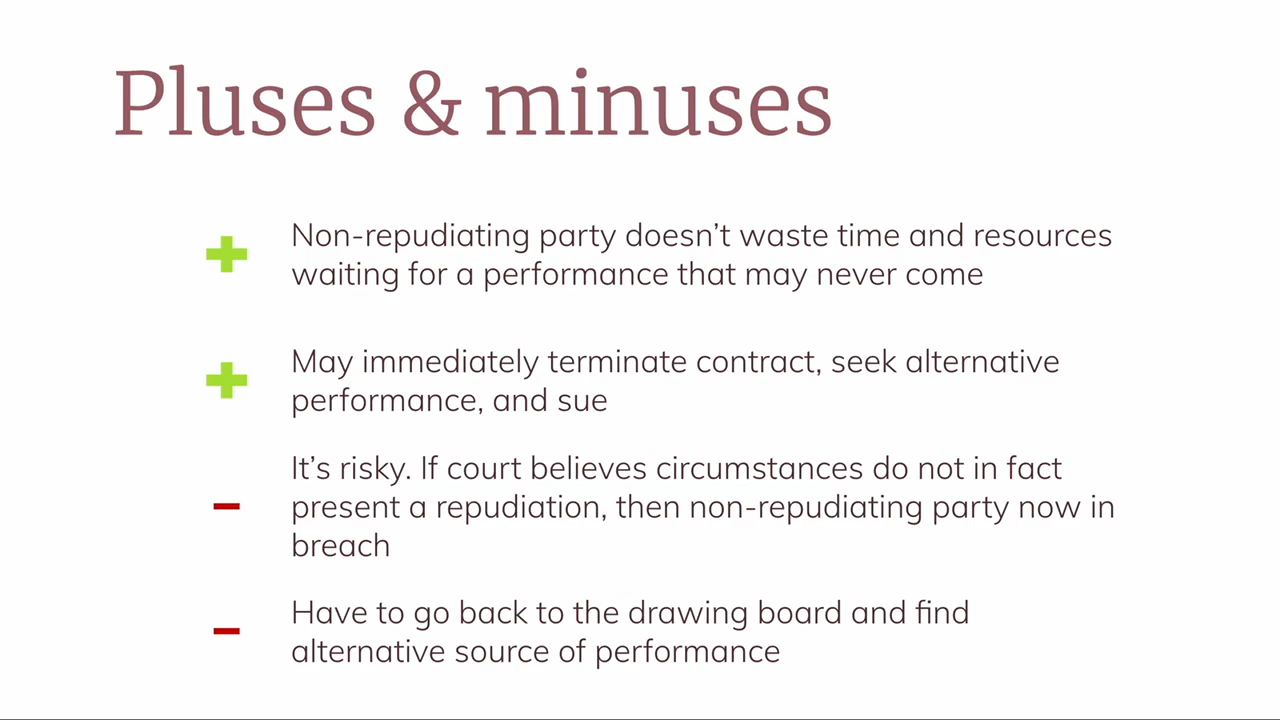 Pluses & minuses
Non-repudiating party doesn’t waste time and resources
waiting for a performance that may never come
May immediately terminate contract, seek alternative
performance, and sue
It’s risky. If court believes circumstances do not in fact
present a repudiation, then non-repudiating party now in
breach
Have to go back to the drawing board and find
alternative source of performance